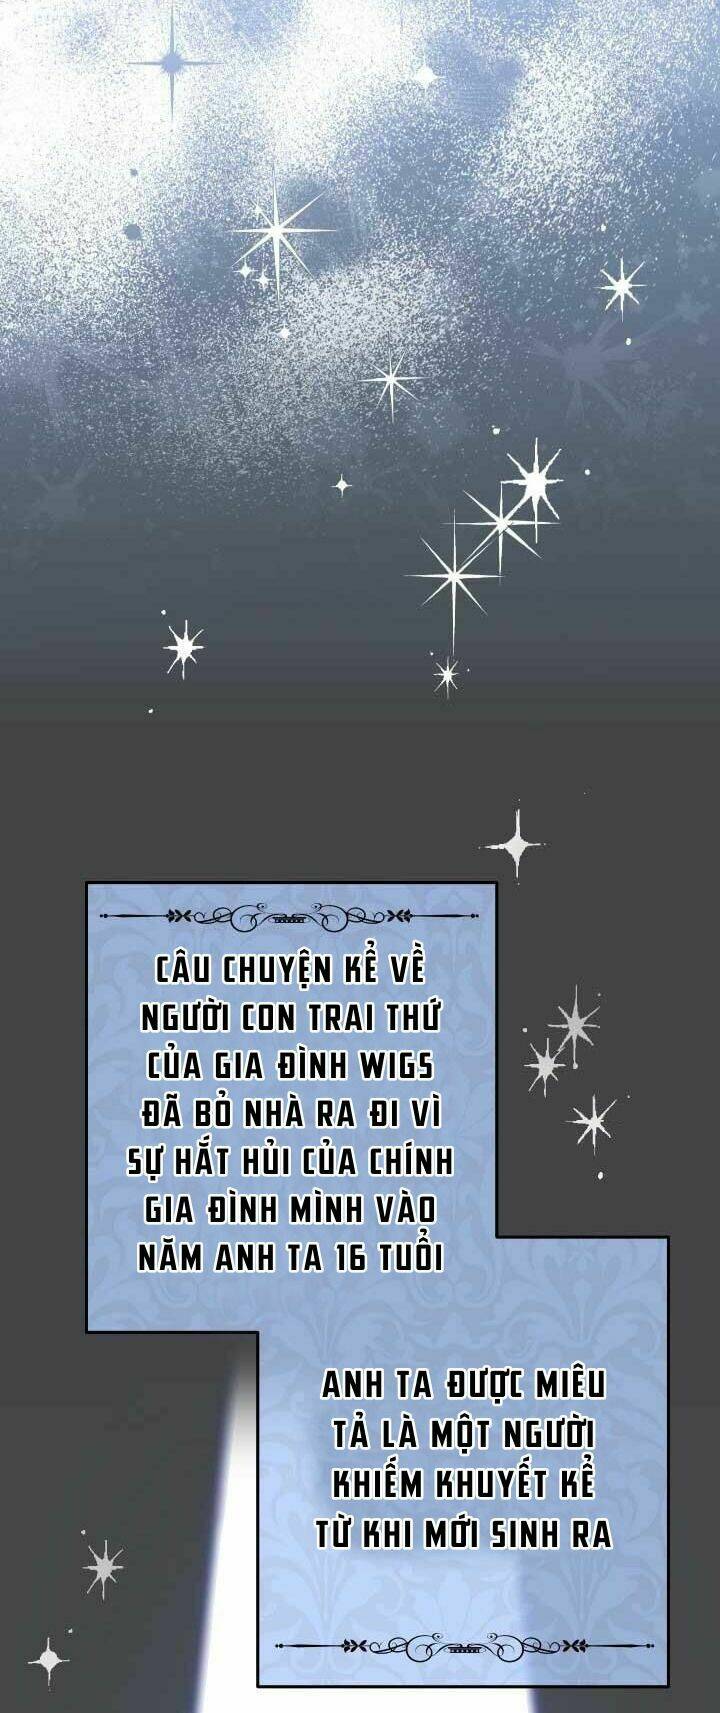 CÂU CHUYỆN KỂ VỀ
NGƯỜI CON TRAI THỨ
CỦA GIA ĐÌNH WIGS
ĐÃ BỎ NHÀ RA ĐI VÌ
SỰ HẮT HỦI CỦA CHÍNH
GIA ĐÌNH MÌNH VÀO
NĂM ANH TA 16 TUỔI
ANH TA ĐƯỢC MIÊU
TẢ LÀ MỘT NGƯỜI
KHIẾM KHUYẾT KỂ
TỪ KHI MỚI SINH RA